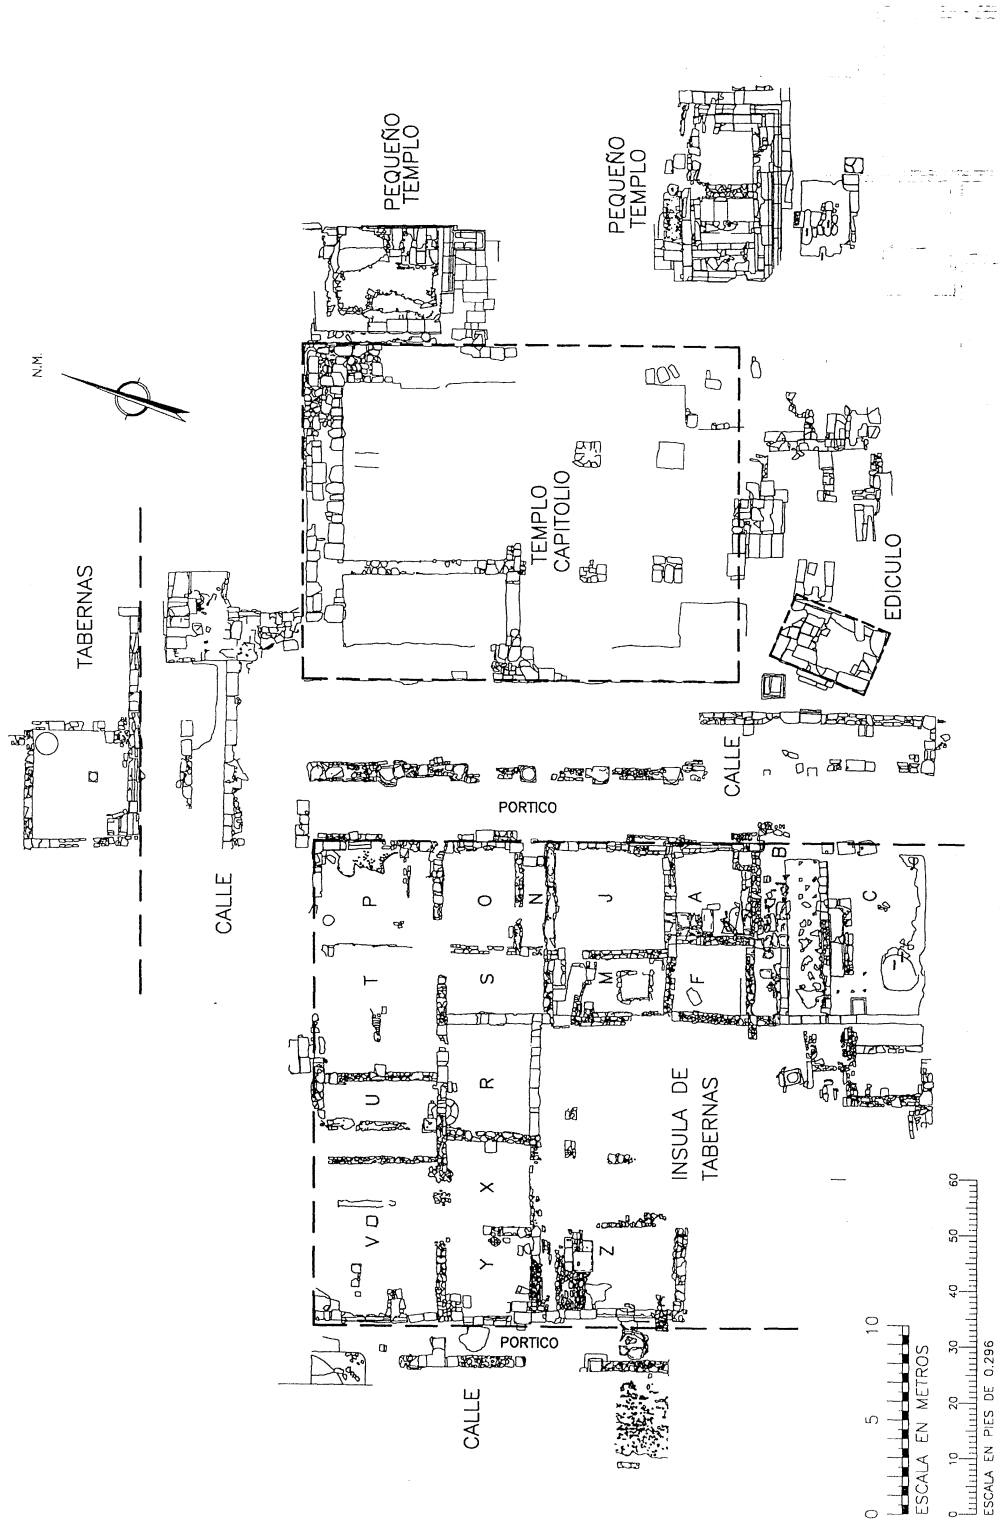 PEQUEÑO
TEMPLO
PEQUEÑO
TEMPLO
N.M.
TABERNAS
TEMPLO
CAPITOLIO
EDICULO
CALLE
PORTICO
CALLE
P
O
N
J
A
B
C
T
S
M
F
U
R
INSULA DE
TABERNAS
X
V
Y
Z
PORTICO
CALLE
0 5 10
ESCALA EN METROS
0 10 20 30 40 50 60
ESCALA EN PIES DE 0.296